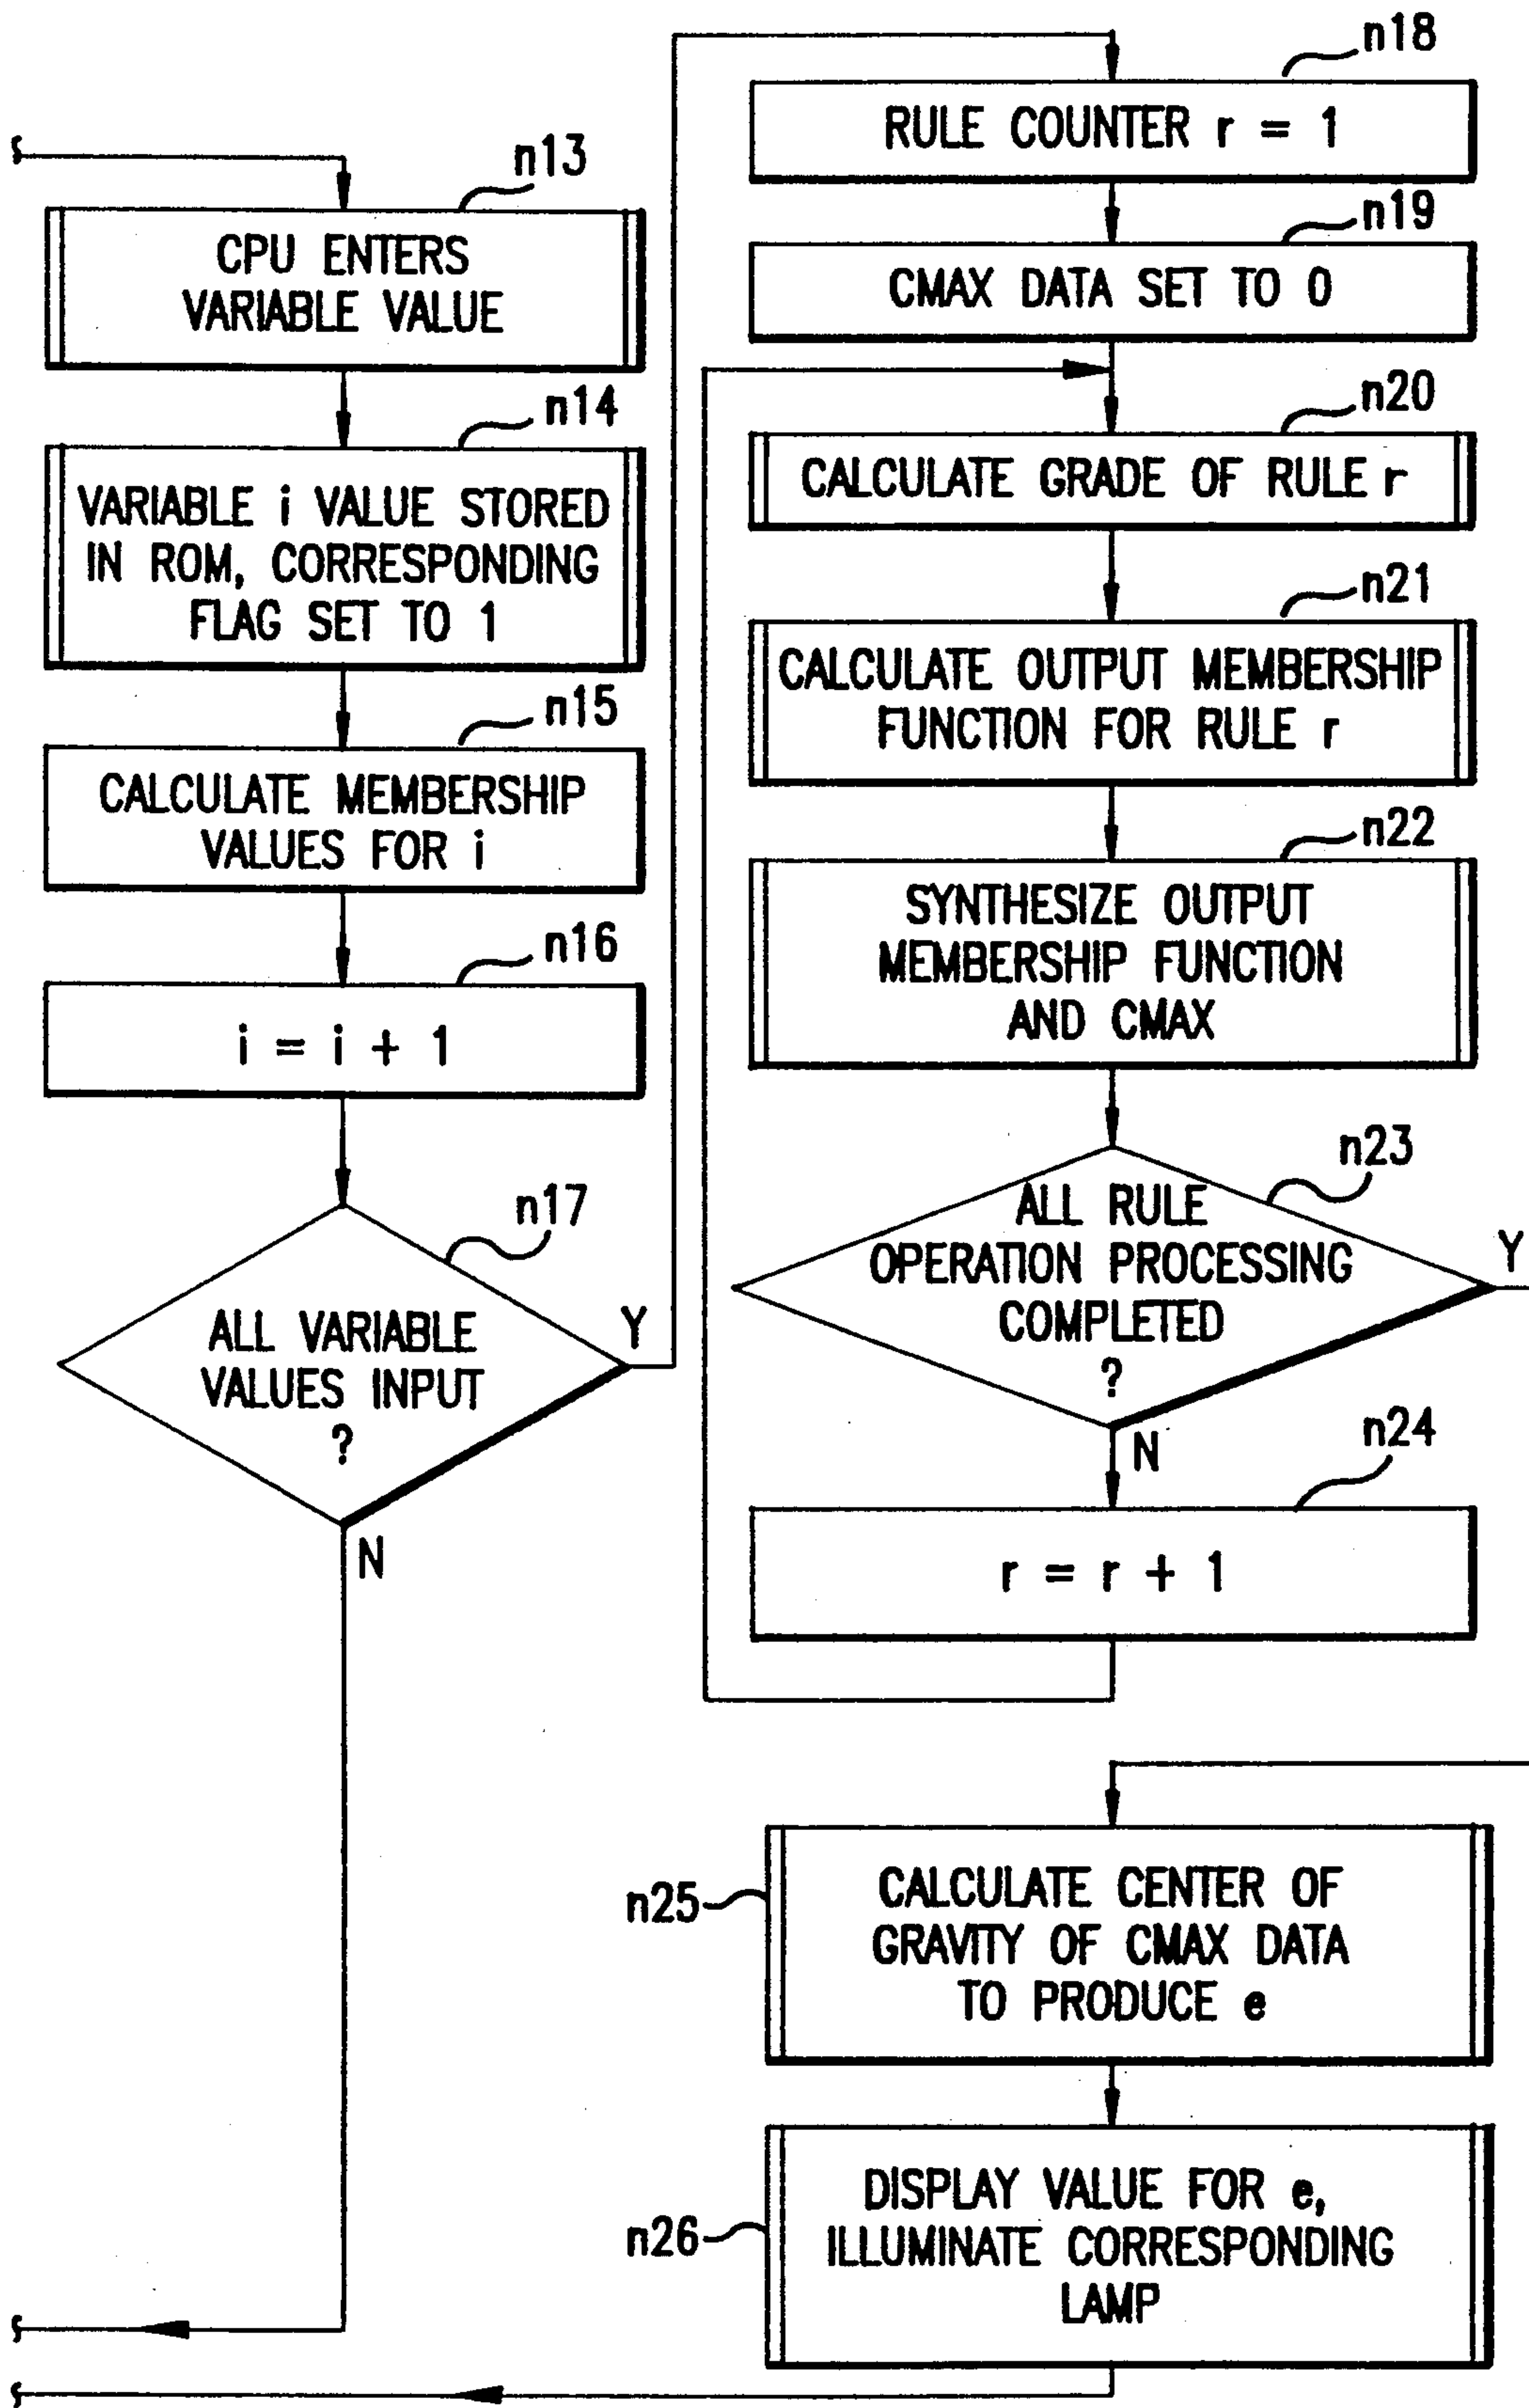 n13
CPU ENTERS
VARIABLE VALUE
n14
VARIABLE i VALUE STORED
IN ROM, CORRESPONDING
FLAG SET TO 1
n15
CALCULATE MEMBERSHIP
VALUES FOR i
n16
i = i + 1
n17
ALL VARIABLE
VALUES INPUT
?
Y
N
n18
RULE COUNTER r = 1
n19
CMAX DATA SET TO 0
n20
CALCULATE GRADE OF RULE r
n21
CALCULATE OUTPUT MEMBERSHIP
FUNCTION FOR RULE r
n22
SYNTHESIZE OUTPUT
MEMBERSHIP FUNCTION
AND CMAX
n23
ALL RULE
OPERATION PROCESSING
COMPLETED
?
Y
N
n24
r = r + 1
n25
CALCULATE CENTER OF
GRAVITY OF CMAX DATA
TO PRODUCE e
n26
DISPLAY VALUE FOR e,
ILLUMINATE CORRESPONDING
LAMP